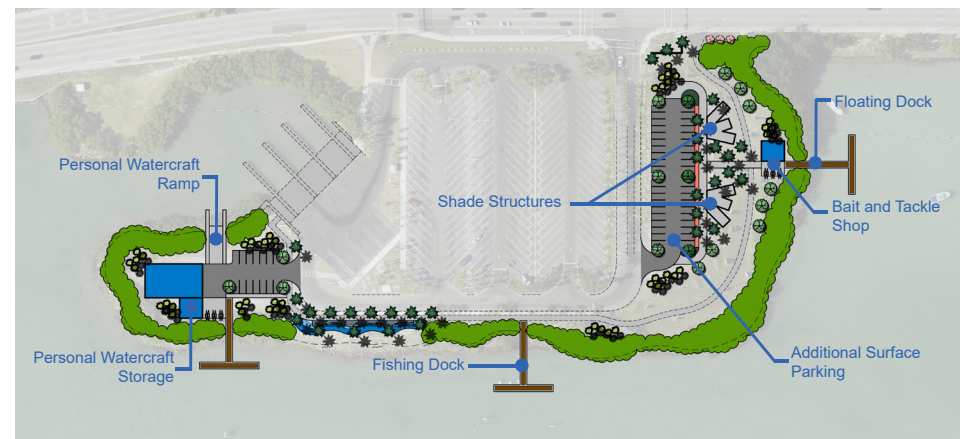 Floating Dock
Personal Watercraft
Ramp
Shade Structures
Bait and Tackle
Shop
Personal Watercraft
Storage
Fishing Dock
Additional Surface
Parking